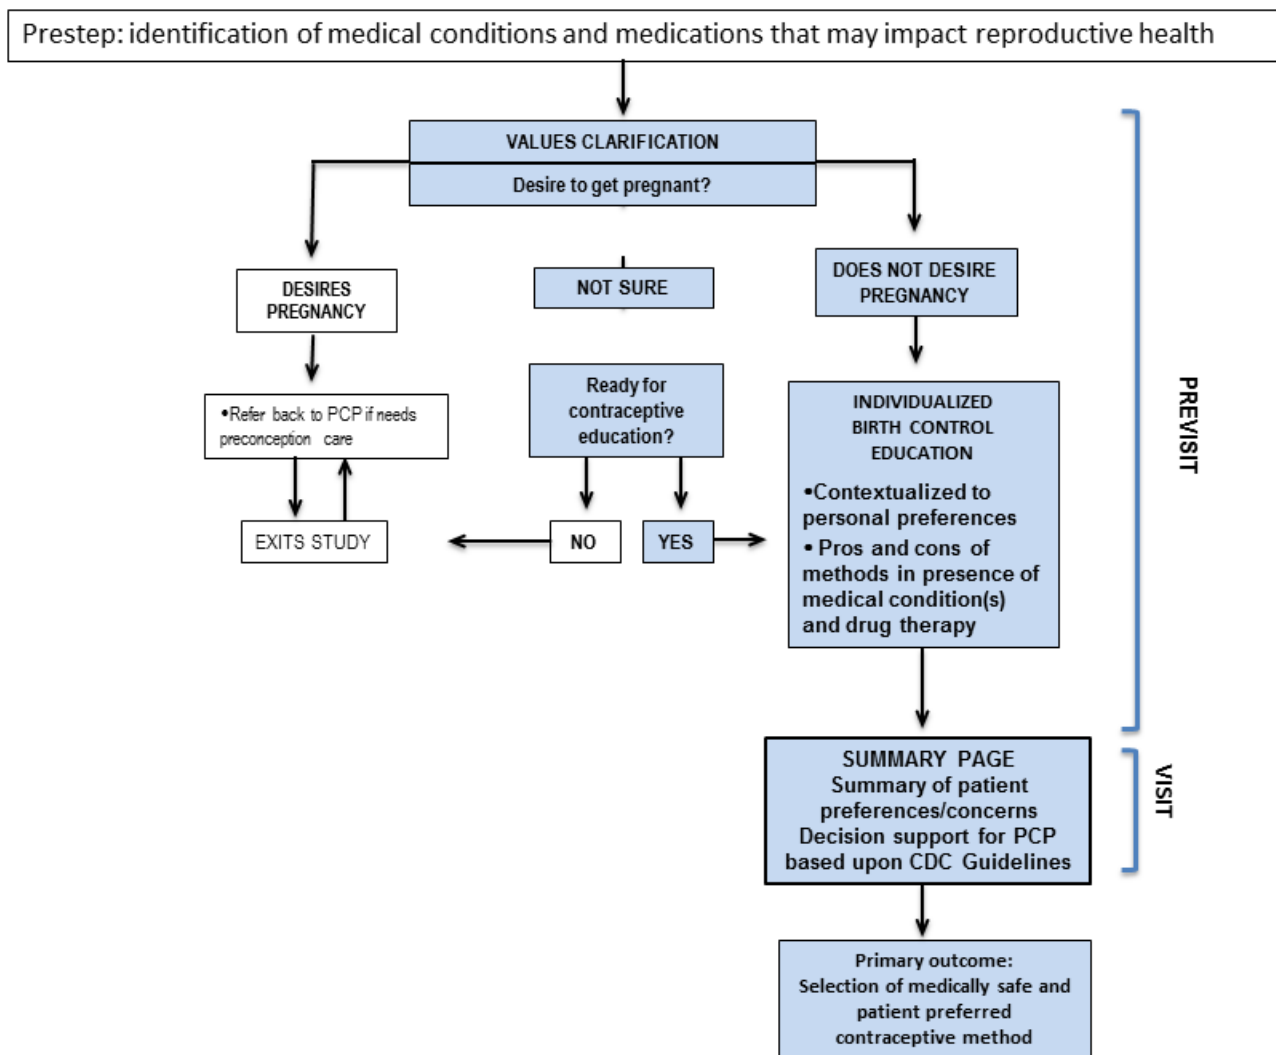 Prestep: identification of medical conditions and medications that may impact reproductive health
VALUES CLARIFICATION
Desire to get pregnant?
DESIRES
PREGNANCY
NOT SURE
DOES NOT DESIRE
PREGNANCY
•Refer back to PCP if needs
preconception care
Ready for
contraceptive
education?
INDIVIDUALIZED
BIRTH CONTROL
EDUCATION
•Contextualized to
personal preferences
• Pros and cons of
methods in presence of
medical condition(s)
and drug therapy
EXITS STUDY
NO
YES
PREVISIT
SUMMARY PAGE
Summary of patient
preferences/concerns
Decision support for PCP
based upon CDC Guidelines
VISIT
Primary outcome:
Selection of medically safe and
patient preferred
contraceptive method